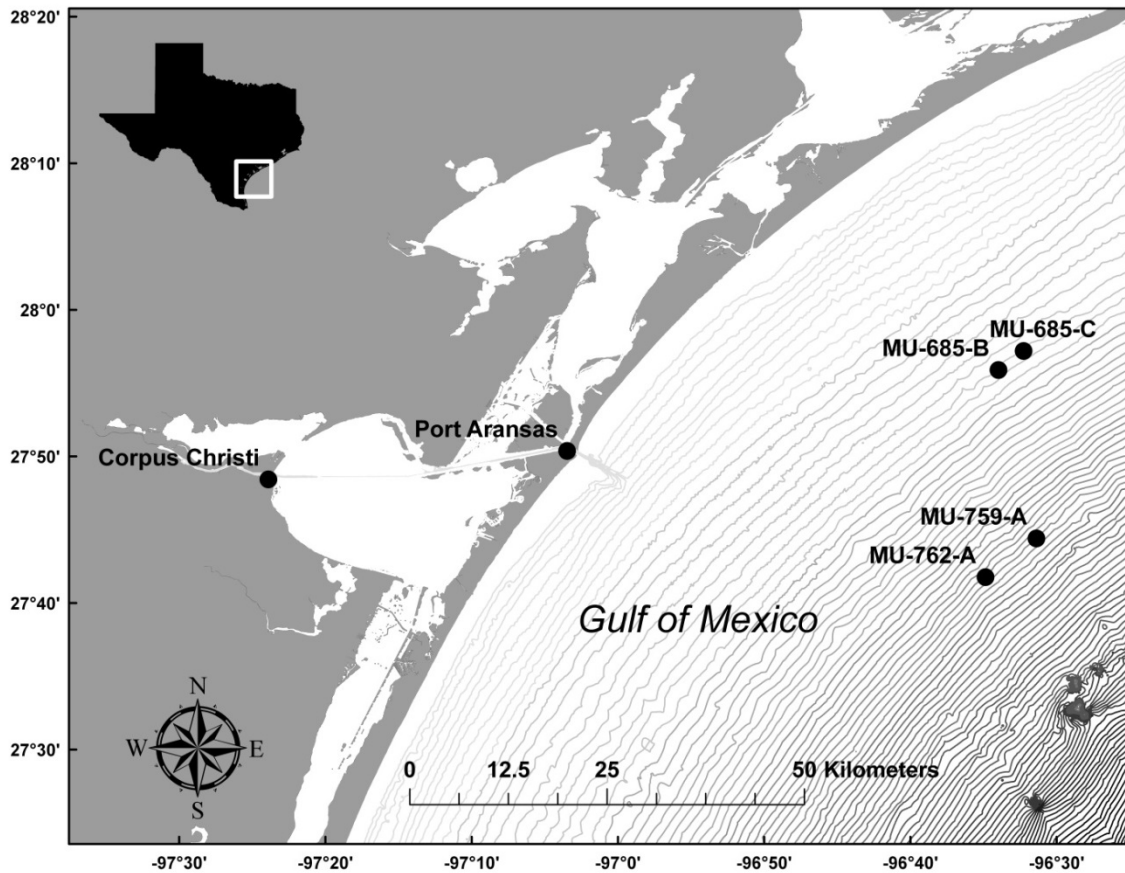 28°20'
28°10'
28°0'
MU-685-C
MU-685-B
Port Aransas
27°50'
Corpus Christi
MU-759-A
MU-762-A
27°40'
Gulf of Mexico
N
W E
S
27°30'
0 12.5 25 50 Kilometers
-97°30' -97°20' -97°10' -97°0' -96°50' -96°40' -96°30'